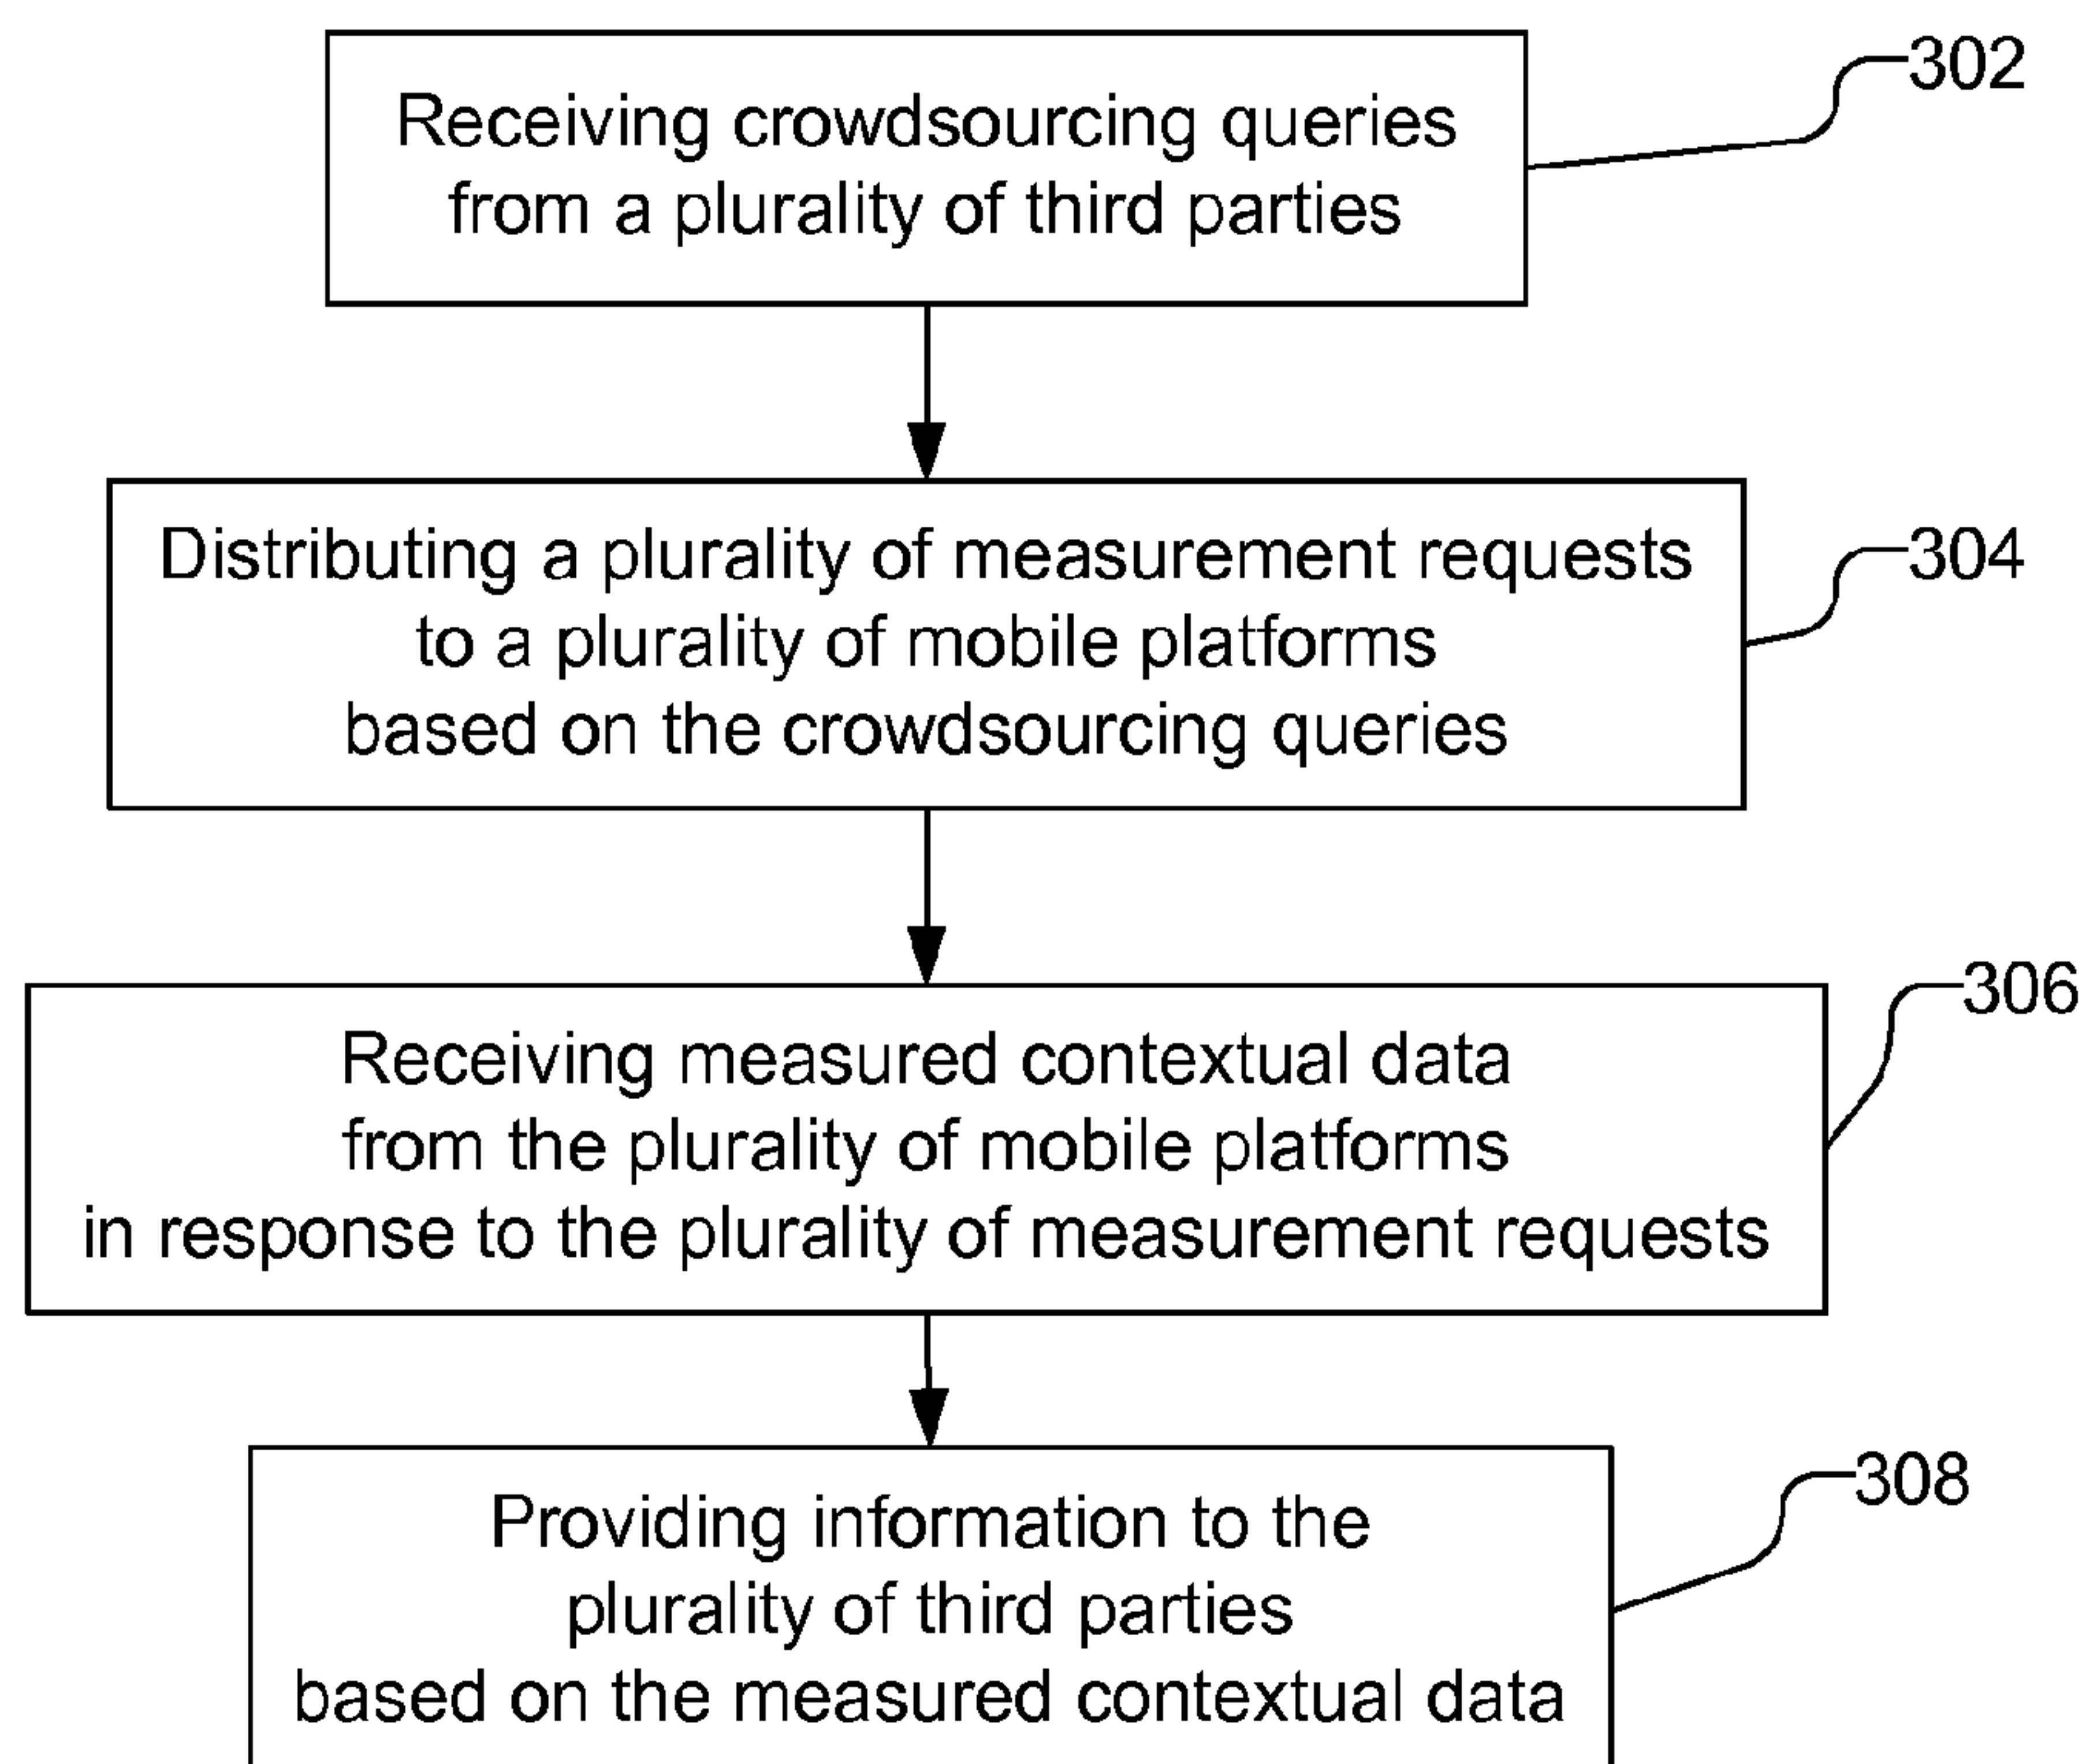 302
Receiving crowdsourcing queries
from a plurality of third parties
304
Distributing a plurality of measurement requests
to a plurality of mobile platforms
based on the crowdsourcing queries
306
Receiving measured contextual data
from the plurality of mobile platforms
in response to the plurality of measurement requests
308
Providing information to the
plurality of third parties
based on the measured contextual data